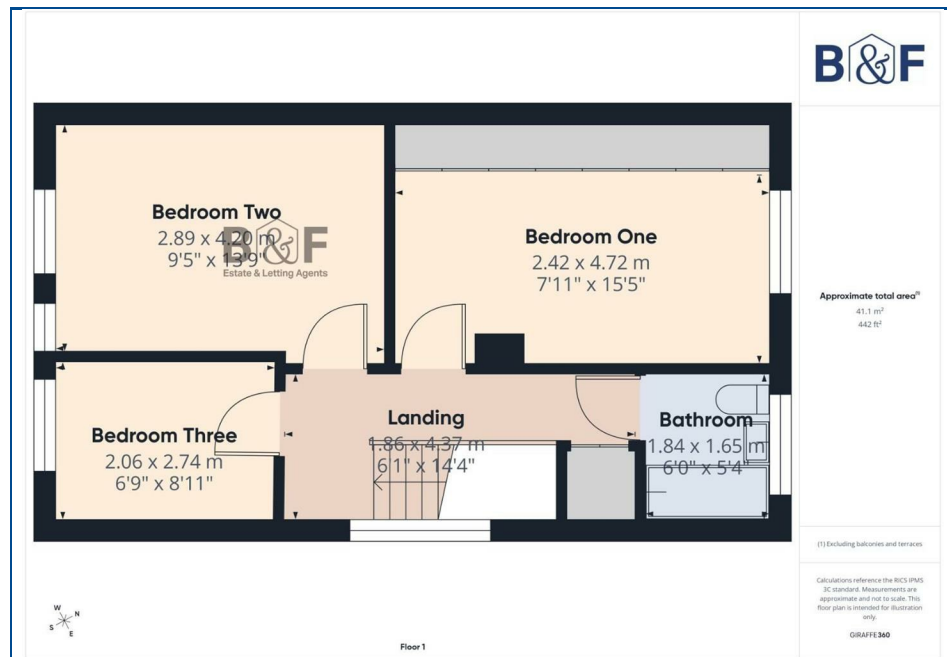 B&F
Bedroom Two
2.89 x 4.20 m
9'5" x 13'9"
B&F
Estate & Letting Agents
Bedroom One
2.42 x 4.72 m
7'11" x 15'5"
Approximate total area(1)
41.1 m²
442 ft²
Bedroom Three
2.06 x 2.74 m
6'9" x 8'11"
Landing
1.86 x 4.37 m
6'1" x 14'4"
Bathroom
1.84 x 1.65 m
6'0" x 5'4"
(1) Excluding balconies and terraces
Calculations reference the RICS IPMS
3C standard. Measurements are
approximate and not to scale. This
floor plan is intended for illustration
only.
GIRAFFE360
W
N
S
E
Floor 1